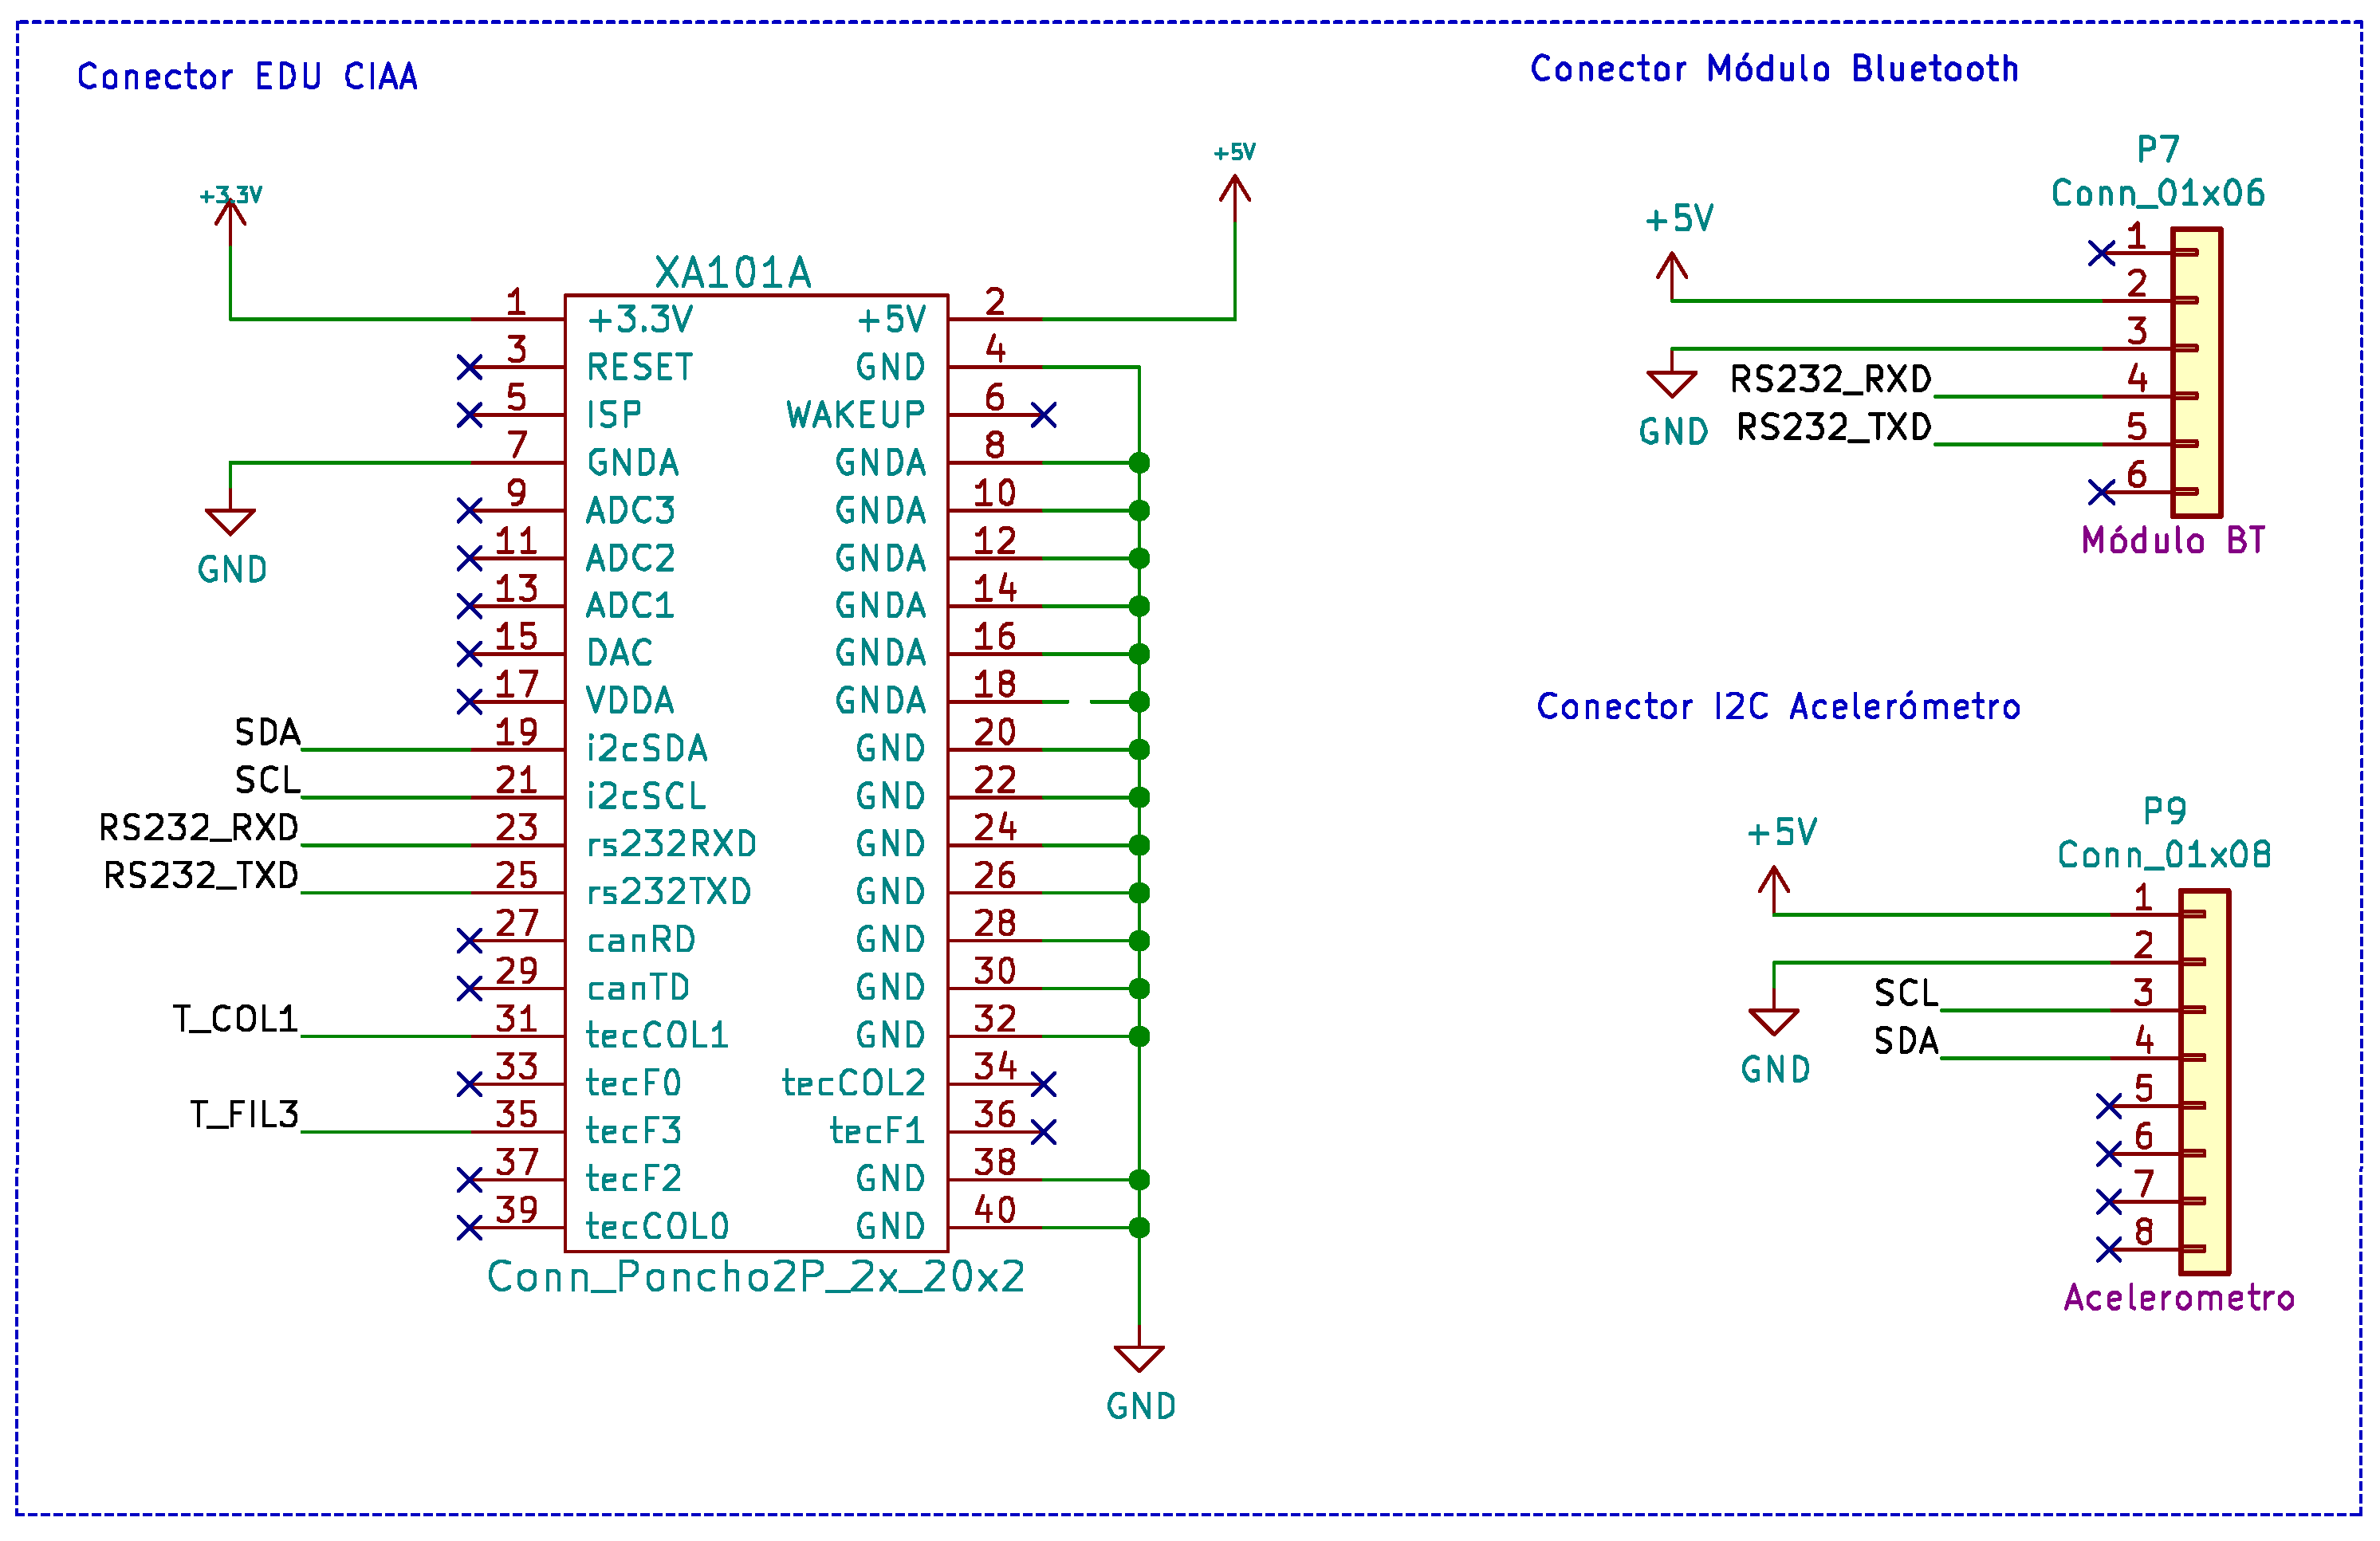 Conector EDU CIAA
+3.3V
+5V
XA101A
1 +3.3V +5V 2
3 RESET GND 4
5 ISP WAKEUP 6
7 GNDA GNDA 8
9 ADC3 GNDA 10
11 ADC2 GNDA 12
13 ADC1 GNDA 14
15 DAC GNDA 16
17 VDDA GNDA 18
SDA 19 i2cSDA GND 20
SCL 21 i2cSCL GND 22
RS232_RXD 23 rs232RXD GND 24
RS232_TXD 25 rs232TXD GND 26
27 canRD GND 28
29 canTD GND 30
T_COL1 31 tecCOL1 GND 32
33 tecF0 tecCOL2 34
T_FIL3 35 tecF3 tecF1 36
37 tecF2 GND 38
39 tecCOL0 GND 40
GND
Conn_Poncho2P_2x_20x2
GND
Conector Módulo Bluetooth
P7
Conn_01x06
+5V
1
2
3
RS232_RXD 4
GND
RS232_TXD 5
6
Módulo BT
Conector I2C Acelerómetro
P9
Conn_01x08
+5V
1
2
SCL 3
SDA 4
GND
5
6
7
8
Acelerometro